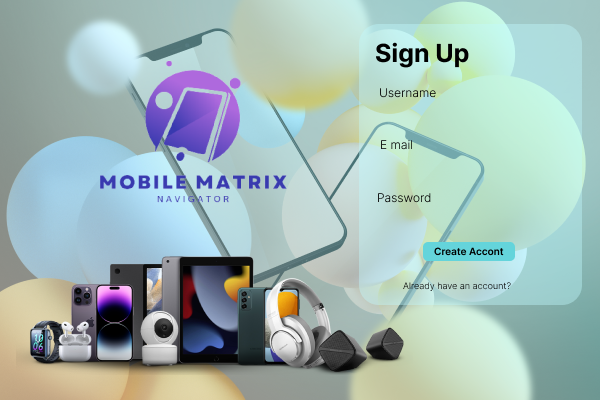 Sign Up
Username
E mail
Password
Create Accont
Already have an account?
MOBILE MATRIX
NAVIGATOR